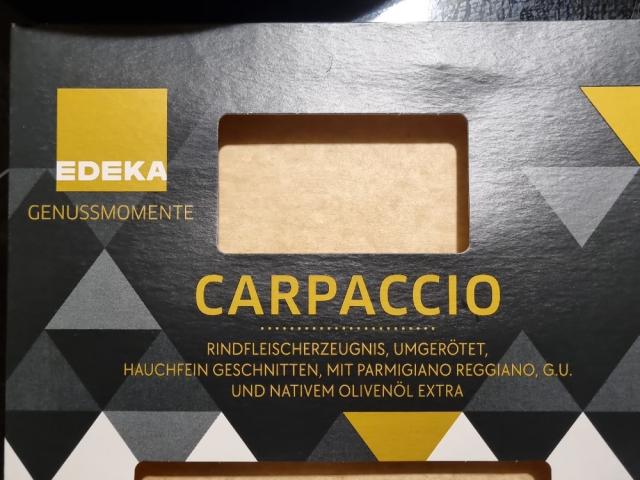 EDEKA
GENUSSMOMENTE
CARPACCIO
RINDFLEISCHERZEUGNIS, UMGERÖTET,
HAUCHFEIN GESCHNITTEN, MIT PARMIGIANO REGGIANO, G.U.
UND NATIVEM OLIVENÖL EXTRA